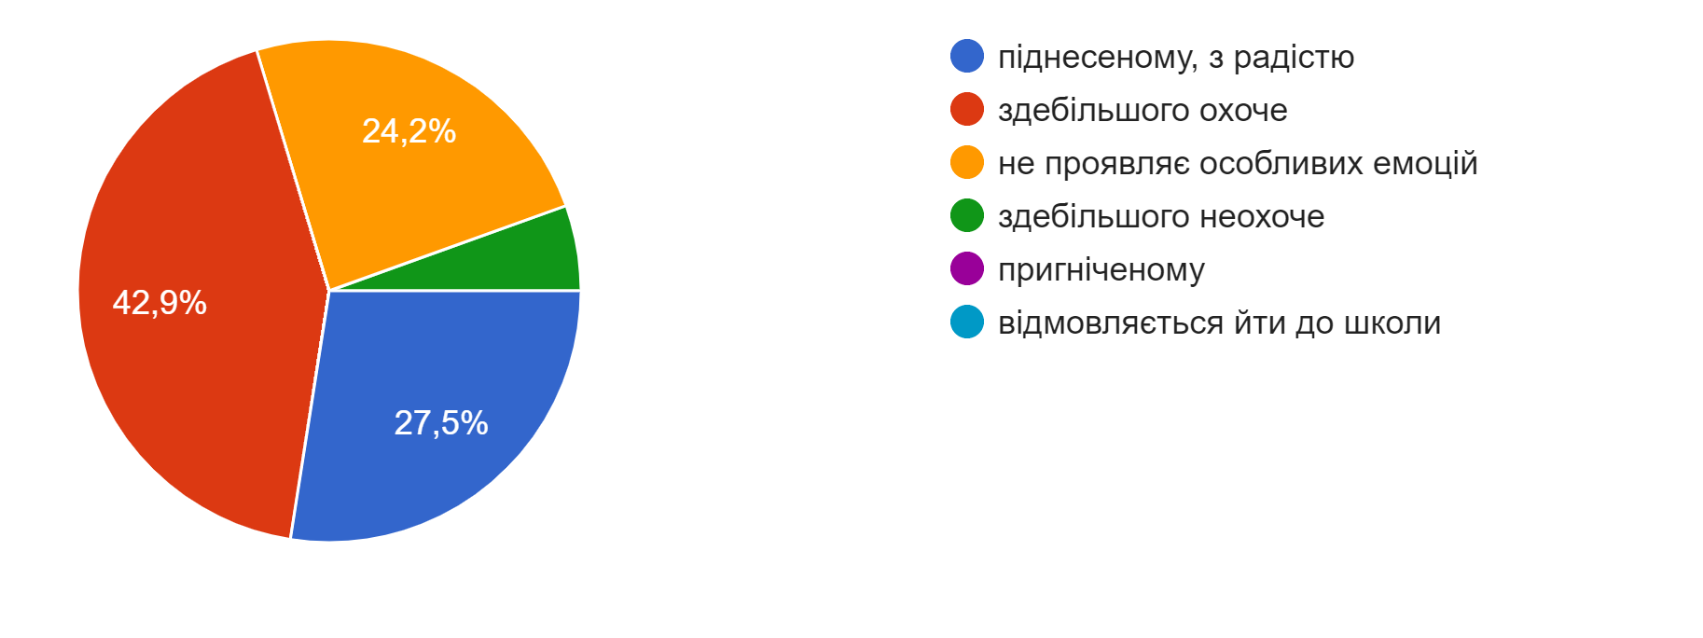 24,2%
42,9%
27,5%
піднесеному, з радістю
здебільшого охоче
не проявляє особливих емоцій
здебільшого неохоче
пригніченому
відмовляється йти до школи